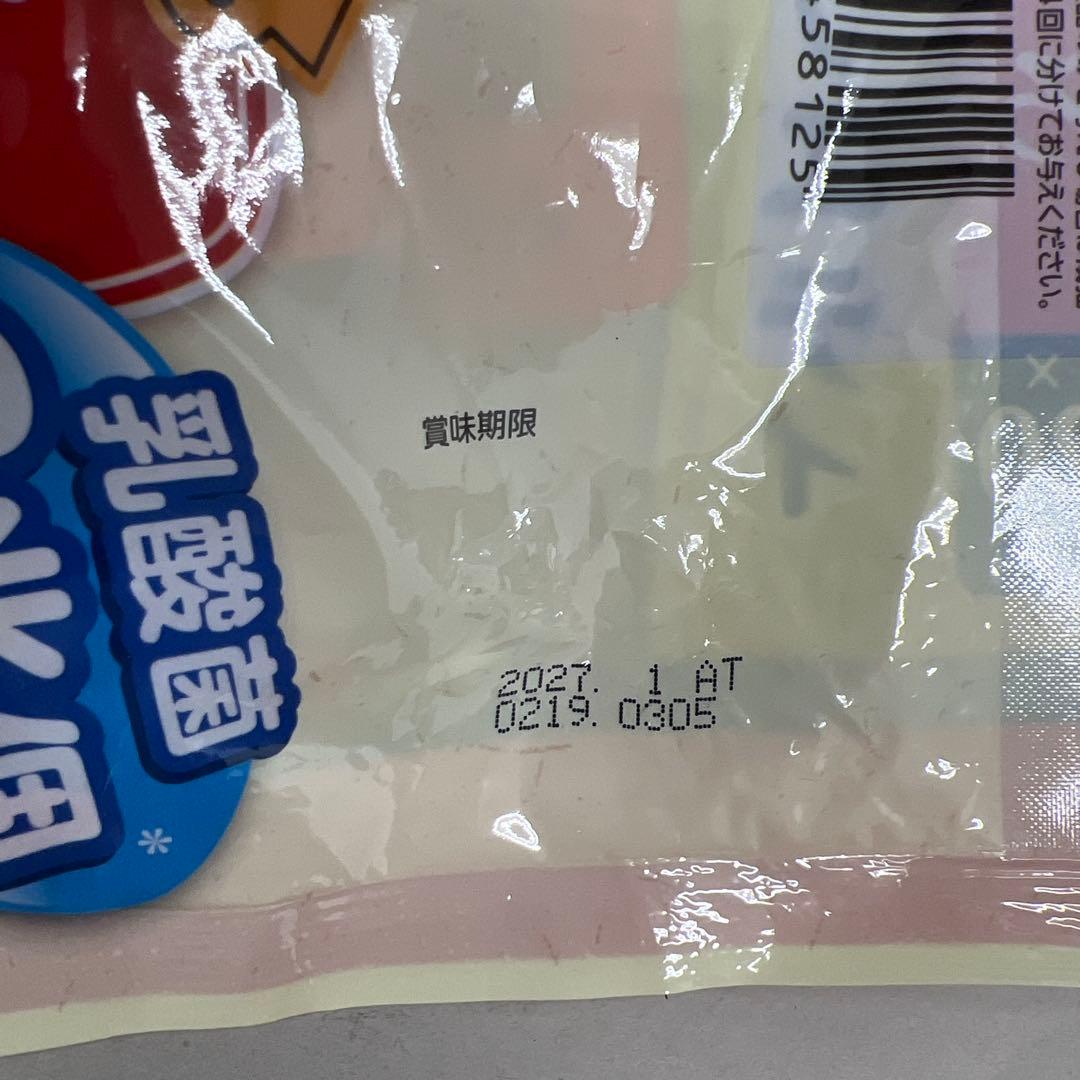 賞味期限
2027. 1 AT
0219. 0305
乳酸菌
58125
回に分けてお与えください。
×
*